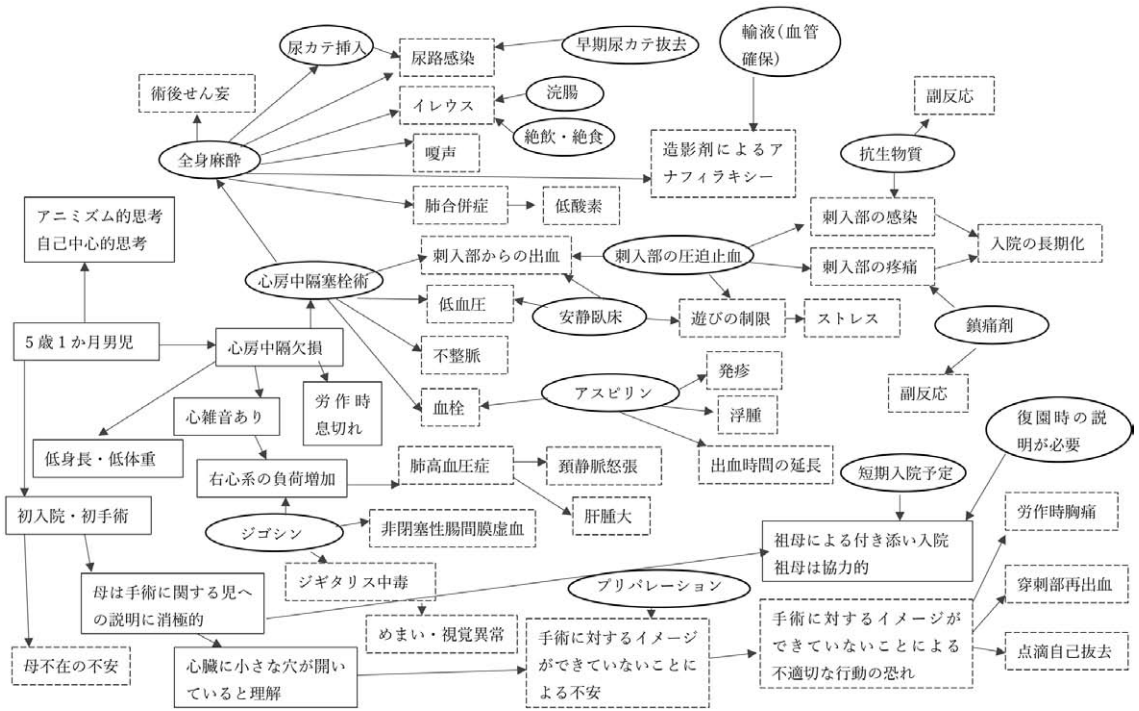 尿カテ挿入
尿路感染
早期尿カテ抜去
輸液(血管
確保)
術後せん妄
イレウス
浣腸
絶飲・絶食
副反応
全身麻酔
嗄声
造影剤によるア
ナフィラキシー
抗生物質
肺合併症
低酸素
アニミズム的思考
自己中心的思考
刺入部の感染
入院の長期化
刺入部からの出血
刺入部の圧迫止血
刺入部の疼痛
心房中隔塞栓術
低血圧
安静臥床
遊びの制限
ストレス
鎮痛剤
5歳1か月男児
心房中隔欠損
不整脈
発疹
副反応
労作時
息切れ
血栓
アスピリン
浮腫
心雑音あり
復園時の説
明が必要
低身長・低体重
出血時間の延長
右心系の負荷増加
肺高血圧症
頚静脈怒張
短期入院予定
初入院・初手術
肝腫大
労作時胸痛
ジゴシン
非閉塞性腸間膜虚血
祖母による付き添い入院
祖母は協力的
ジギタリス中毒
プリパレーション
母は手術に関する児へ
の説明に消極的
穿刺部再出血
めまい・視覚異常
手術に対するイメージ
ができていないことに
よる不安
手術に対するイメージが
できていないことによる
不適切な行動の恐れ
点滴自己抜去
母不在の不安
心臓に小さな穴が開い
ていると理解